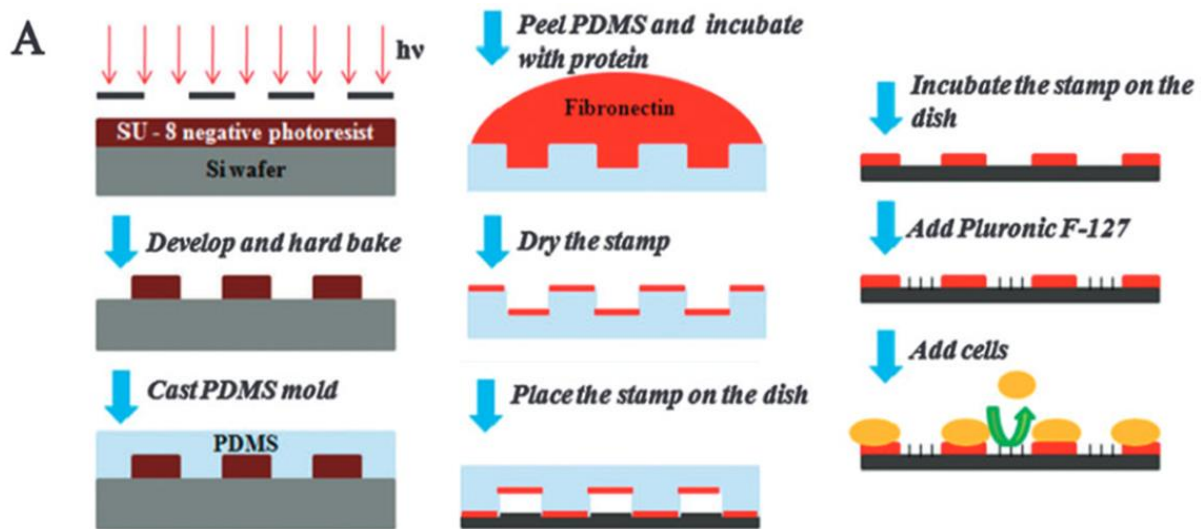 A
hν
SU - 8 negative photoresist
Si wafer
Develop and hard bake
Cast PDMS mold
PDMS
Peel PDMS and incubate
with protein
Fibronectin
Dry the stamp
Place the stamp on the dish
Incubate the stamp on the
dish
Add Pluronic F-127
Add cells